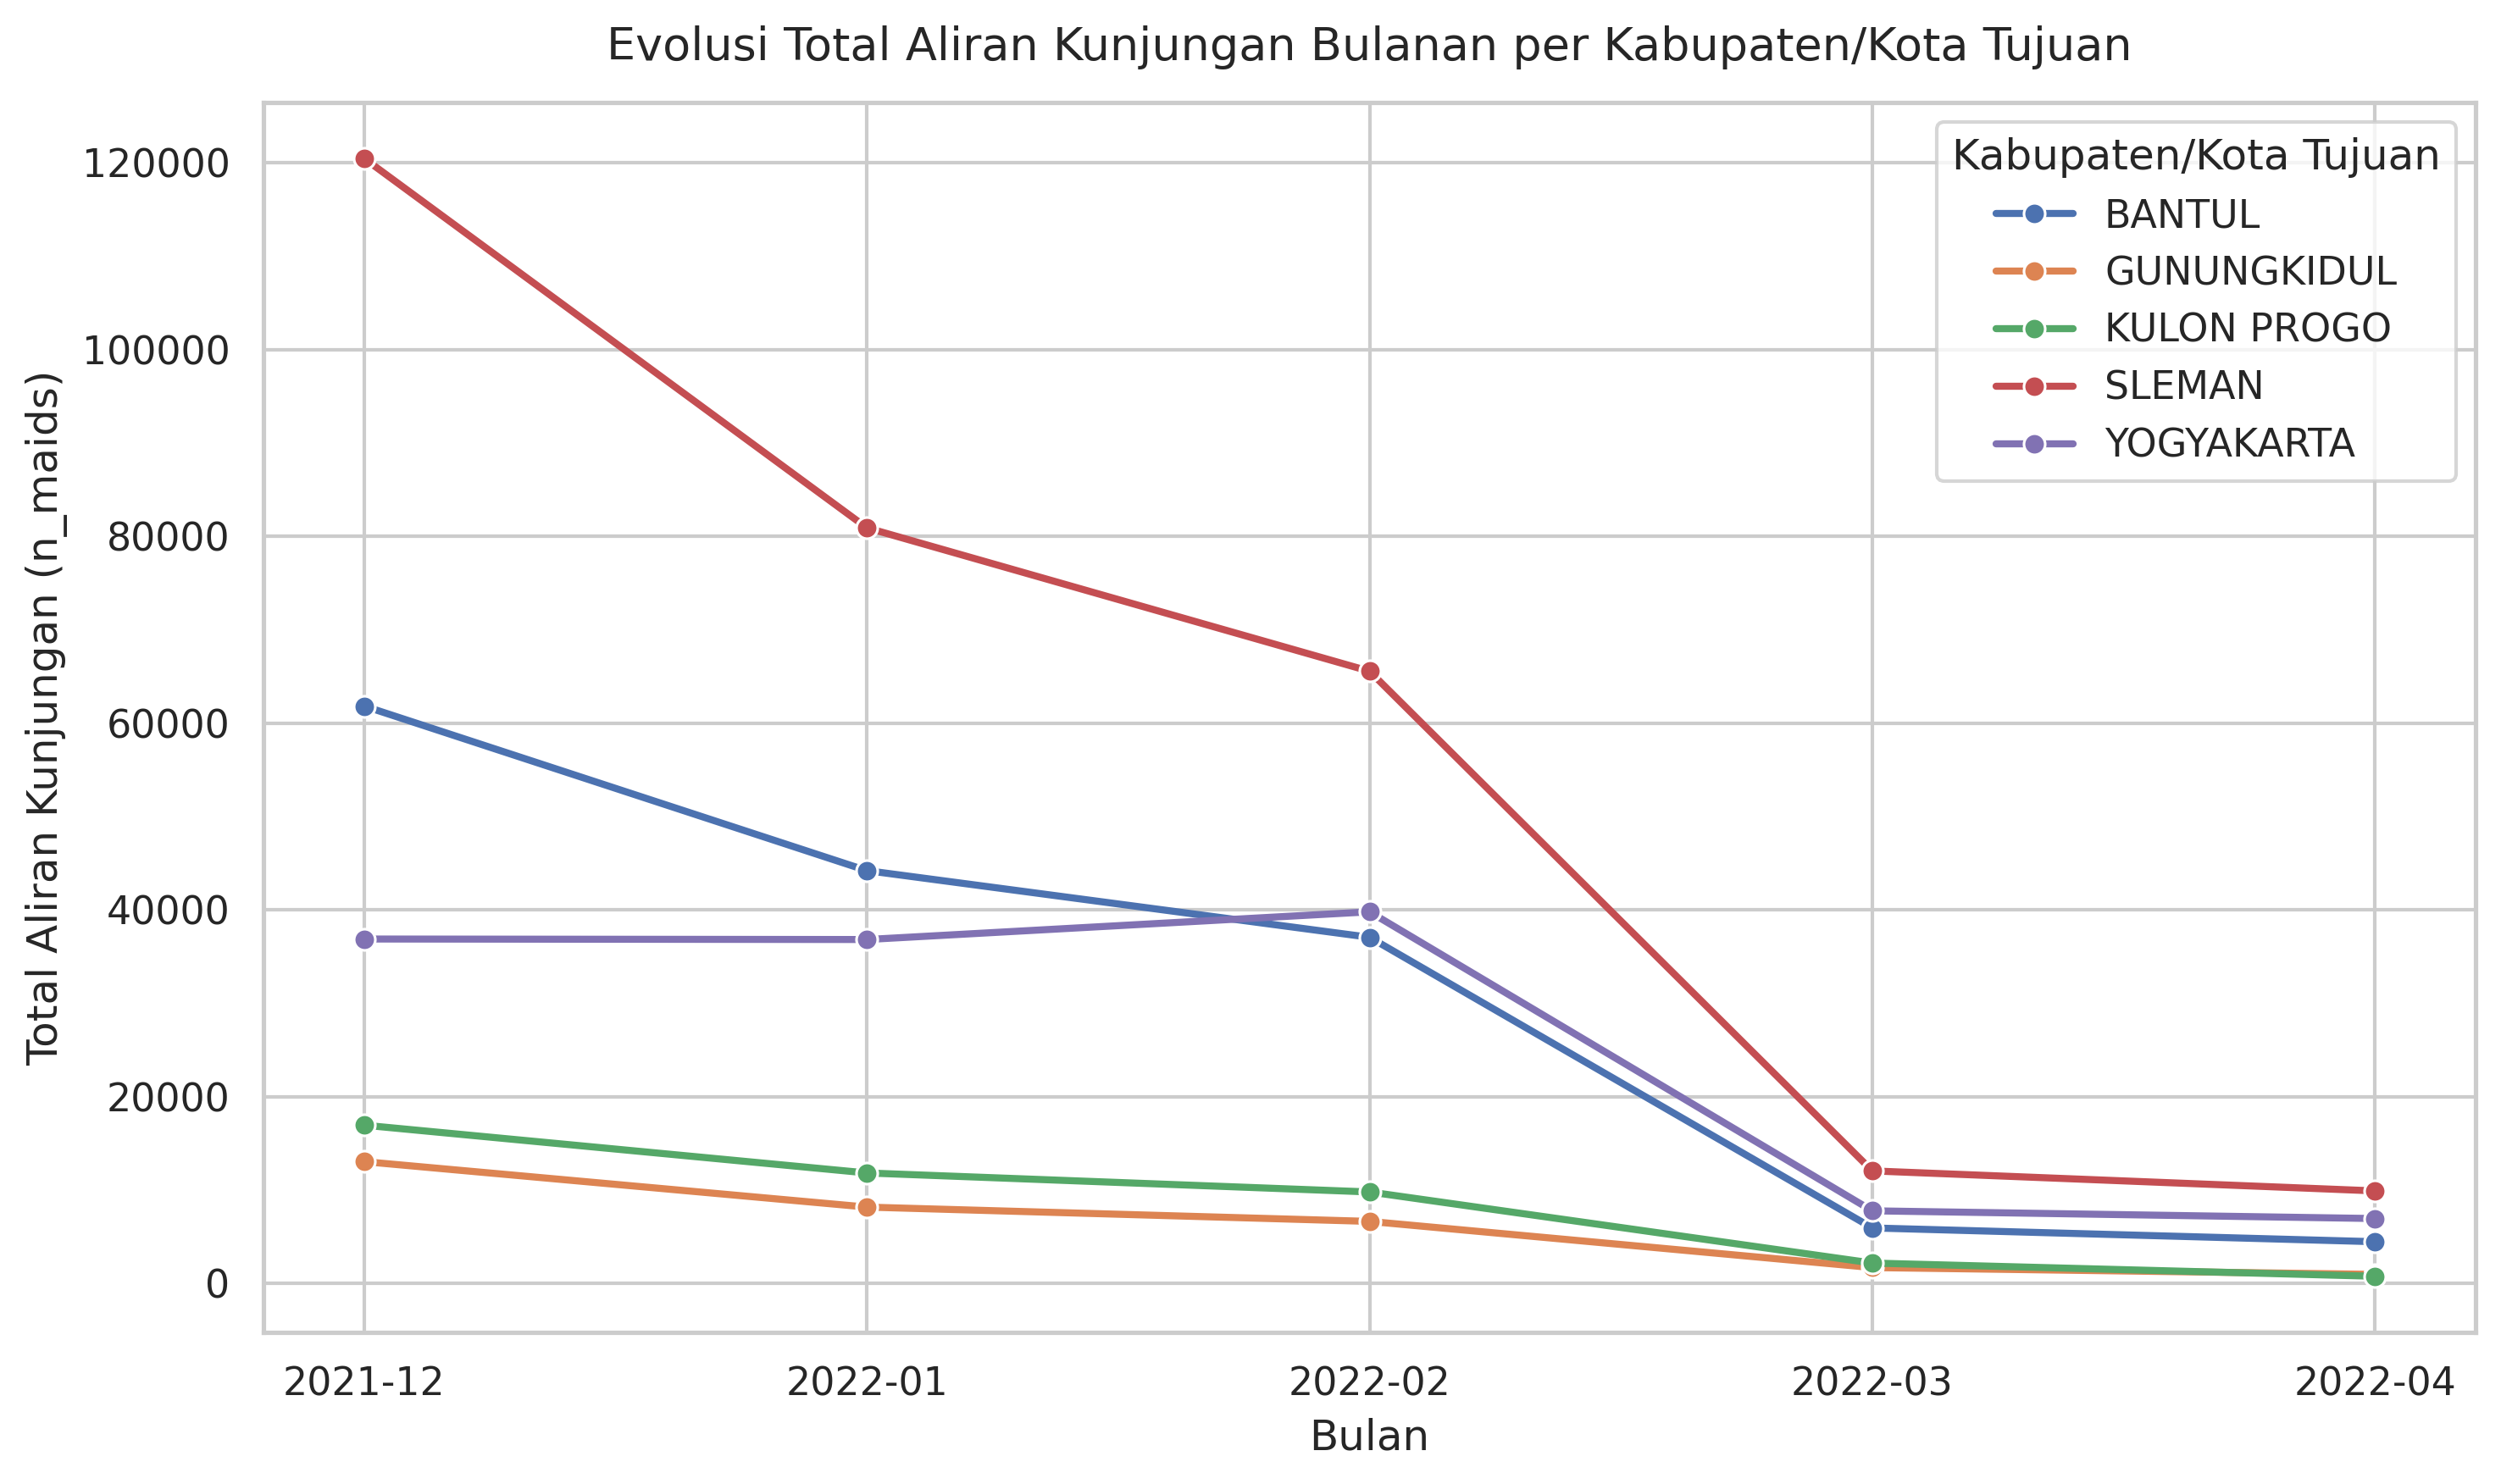 Evolusi Total Aliran Kunjungan Bulanan per Kabupaten/Kota Tujuan
Total Aliran Kunjungan (n_maids)
120000
100000
80000
60000
40000
20000
0
Kabupaten/Kota Tujuan
BANTUL
GUNUNGKIDUL
KULON PROGO
SLEMAN
YOGYAKARTA
2021-12 2022-01 2022-02 2022-03 2022-04
Bulan